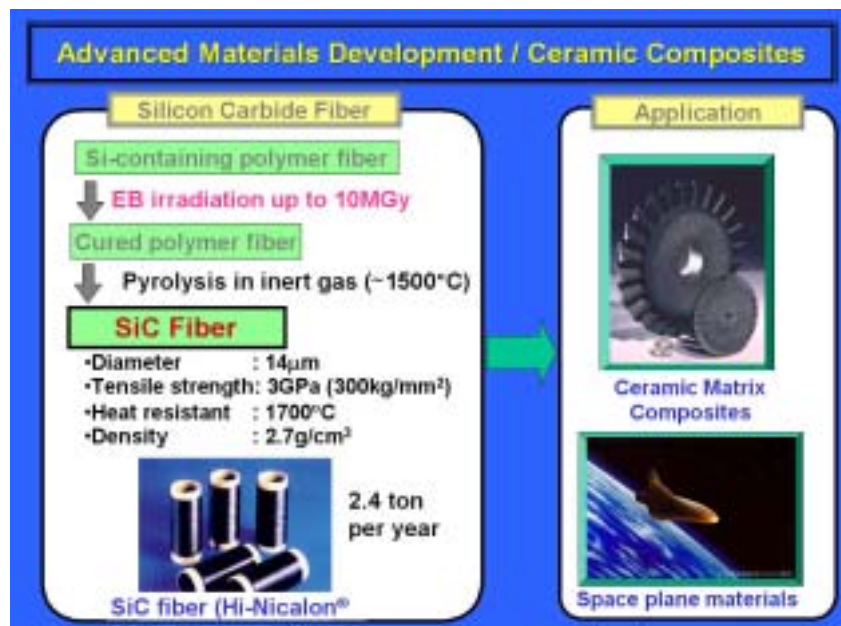 Advanced Materials Development / Ceramic Composites
Silicon Carbide Fiber
Si-containing polymer fiber
EB irradiation up to 10MGy
Cured polymer fiber
Pyrolysis in inert gas (~1500°C)
SiC Fiber
•Diameter : 14μm
•Tensile strength: 3GPa (300kg/mm²)
•Heat resistant : 1700°C
•Density : 2.7g/cm³
2.4 ton
per year
SiC fiber (Hi-Nicalon®
Application
Ceramic Matrix
Composites
Space plane materials